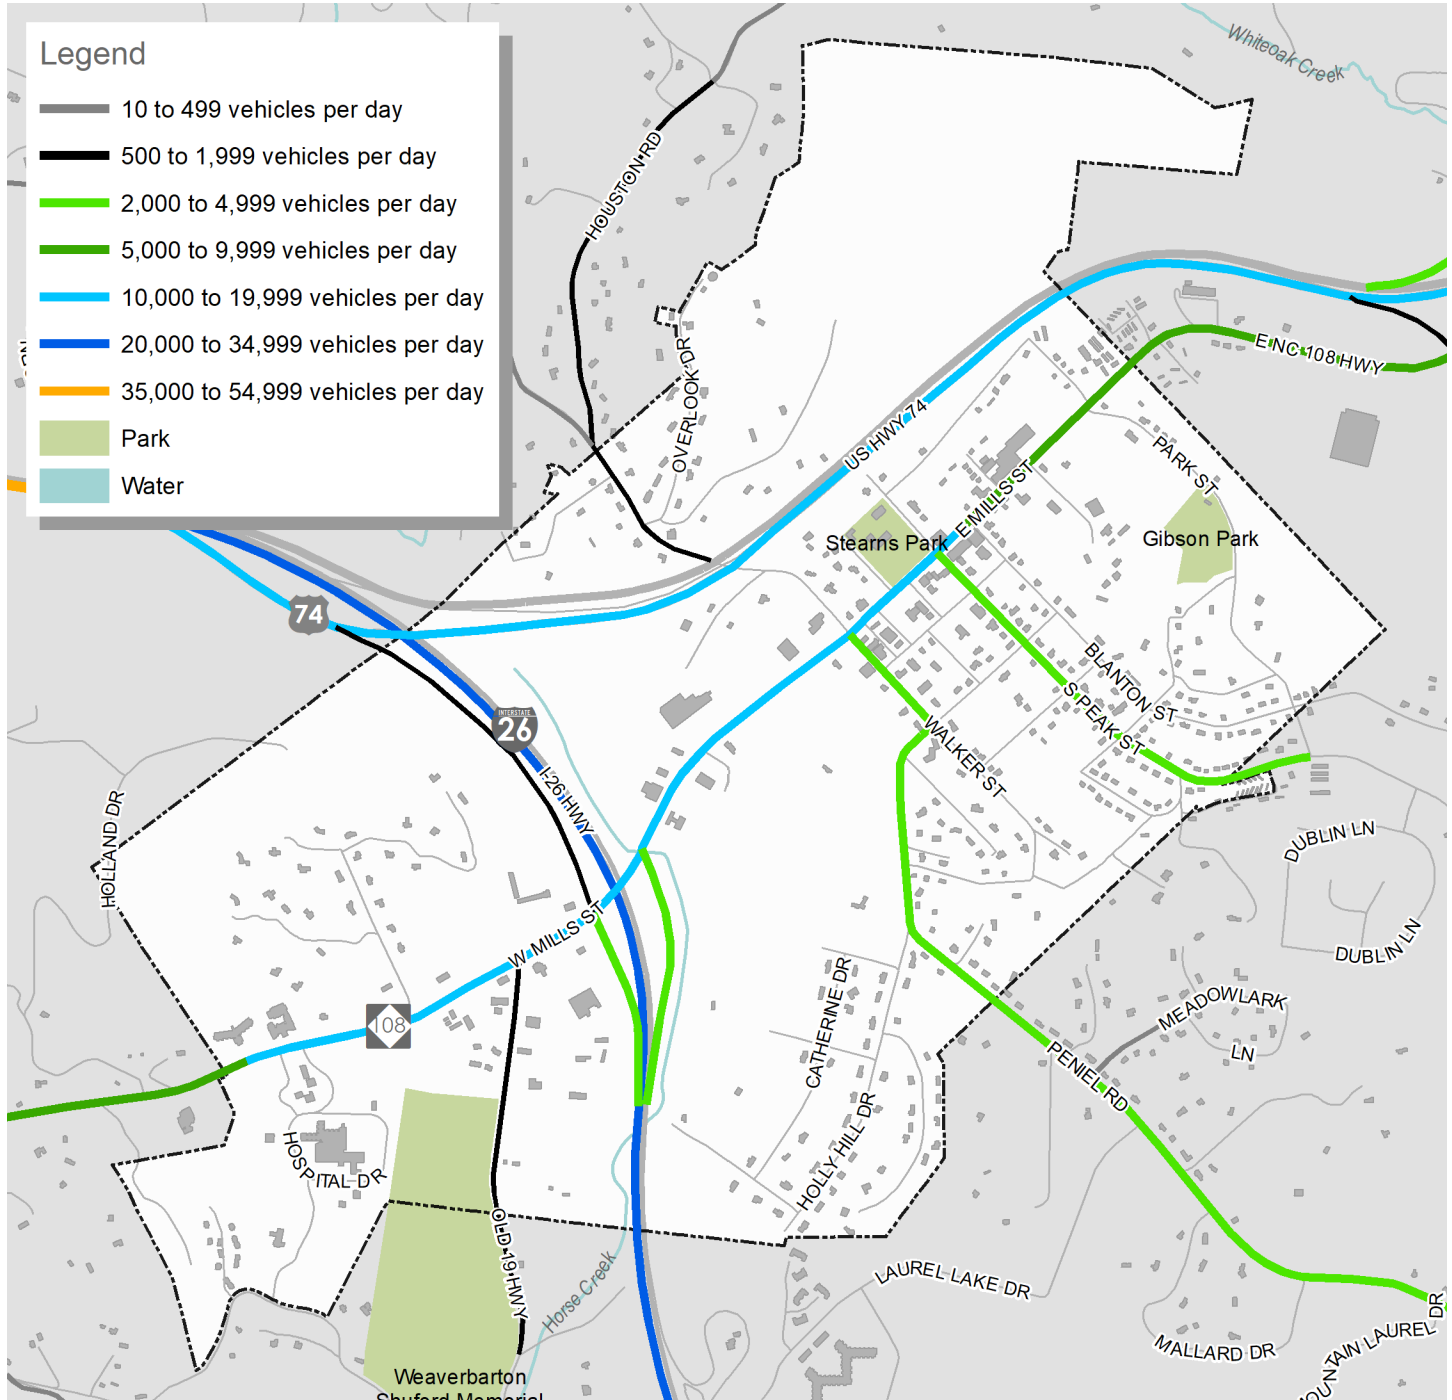 Legend
10 to 499 vehicles per day
500 to 1,999 vehicles per day
2,000 to 4,999 vehicles per day
5,000 to 9,999 vehicles per day
10,000 to 19,999 vehicles per day
20,000 to 34,999 vehicles per day
35,000 to 54,999 vehicles per day
Park
Water
Whiteoak Creek
HOUSTON RD
OVERLOOK DR
E NC 108 HWY
US HWY 74
PARK ST
E MILLS ST
Stearns Park
Gibson Park
74
BLANTON ST
S PEAK ST
INTERSTATE
26
I-26 HWY
WALKER ST
HOLLAND DR
DUBLIN LN
DUBLIN LN
W MILLS ST
108
CATHERINE DR
MEADOWLARK
LN
PENIEL RD
HOSPITAL DR
HOLLY HILL DR
OLD 19 HWY
Horse Creek
LAUREL LAKE DR
MALLARD DR
MOUNTAIN LAUREL
DR
Weaverbarton
Shuford Memorial